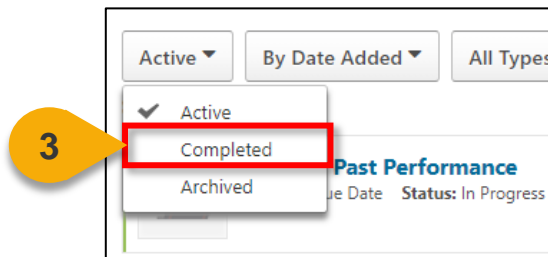 Active By Date Added All Types
Active
3
Completed
Past Performance
Archived
ue Date Status: In Progress